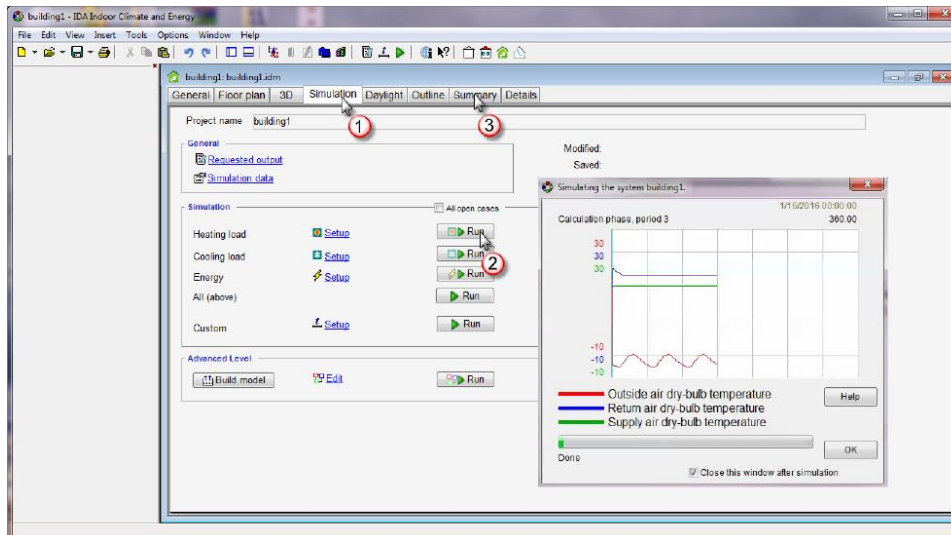 building1 - IDA Indoor Climate and Energy
File Edit View Insert Tools Options Window Help
building1: building1.idm
General Floor plan 3D Simulation Daylight Outline Summary Details
1
3
Project name building1
General
Requested output
Simulation data
Modified:
Saved:
Simulation
All open cases
Heating load Setup Run
Cooling load Setup Run
2
Energy Setup Run
All (above) Run
Custom Setup Run
Advanced Level
Build model Edit Run
Simulating the system building1.
1/16/2016 00:00:00
Calculation phase, period 3 360.00
30
30
30
-10
-10
-10
Outside air dry-bulb temperature
Return air dry-bulb temperature
Supply air dry-bulb temperature
Help
OK
Done
Close this window after simulation